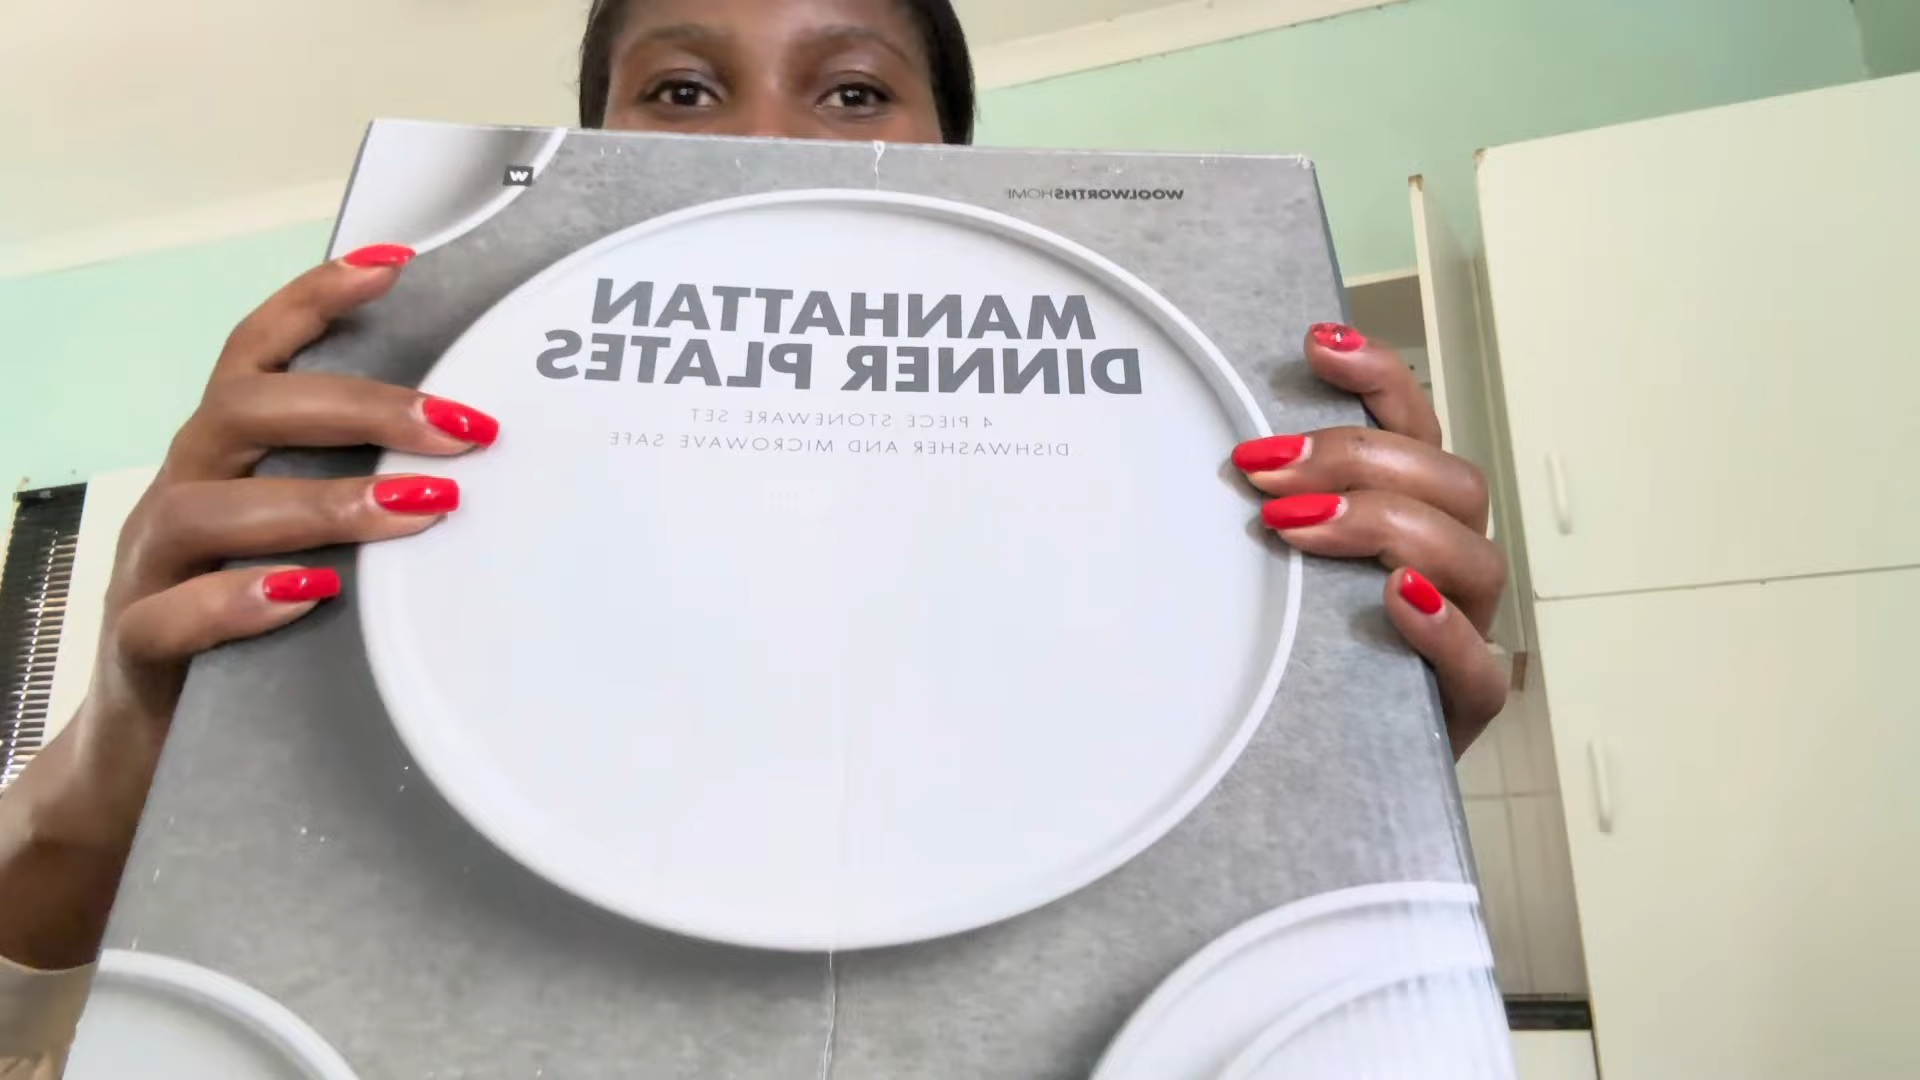 W
WOOLWORTHSHOME
MANHATTAN
DINNER PLATES
4 PIECE STONEWARE SET
DISHWASHER AND MICROWAVE SAFE